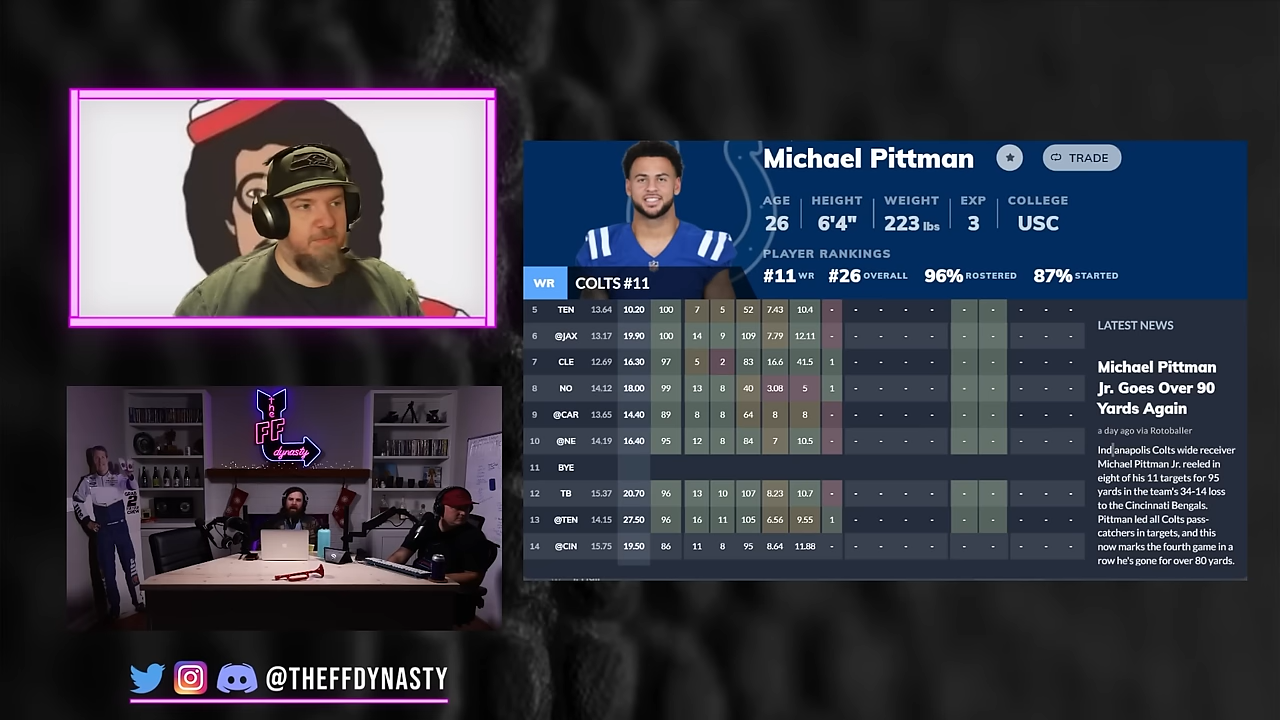 the
FF
dynasty
@THEFFDYNASTY
Michael Pittman
TRADE
AGE HEIGHT WEIGHT EXP COLLEGE
26 6'4" 223 lbs 3 USC
PLAYER RANKINGS
#11 WR #26 OVERALL 96% ROSTERED 87% STARTED
WR COLTS #11
5 TEN 13.64 10.20 100 7 5 52 7.43 10.4 - - - - - - - - - -
6 @JAX 13.17 19.90 100 14 9 109 7.79 12.11 - - - - - - - - - -
7 CLE 12.69 16.30 97 5 2 83 16.6 41.5 1 - - - - - - - - -
8 NO 14.12 18.00 99 13 8 40 3.08 5 1 - - - - - - - - -
9 @CAR 13.65 14.40 89 8 8 64 8 8 - - - - - - - - - -
10 @NE 14.19 16.40 95 12 8 84 7 10.5 - - - - - - - - - -
11 BYE
12 TB 15.37 20.70 96 13 10 107 8.23 10.7 - - - - - - - - - -
13 @TEN 14.15 27.50 96 16 11 105 6.56 9.55 1 - - - - - - - - -
14 @CIN 15.75 19.50 86 11 8 95 8.64 11.88 - - - - - - - - - -
LATEST NEWS
Michael Pittman
Jr. Goes Over 90
Yards Again
a day ago via Rotoballer
Indianapolis Colts wide receiver
Michael Pittman Jr. reeled in
eight of his 11 targets for 95
yards in the team's 34-14 loss
to the Cincinnati Bengals.
Pittman led all Colts pass-
catchers in targets, and this
now marks the fourth game in a
row he's gone for over 80 yards.